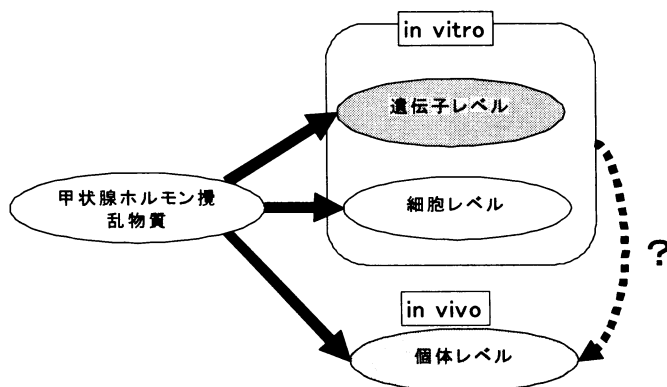 in vitro
遺伝子レベル
甲状腺ホルモン攪
乱物質
細胞レベル
?
in vivo
個体レベル